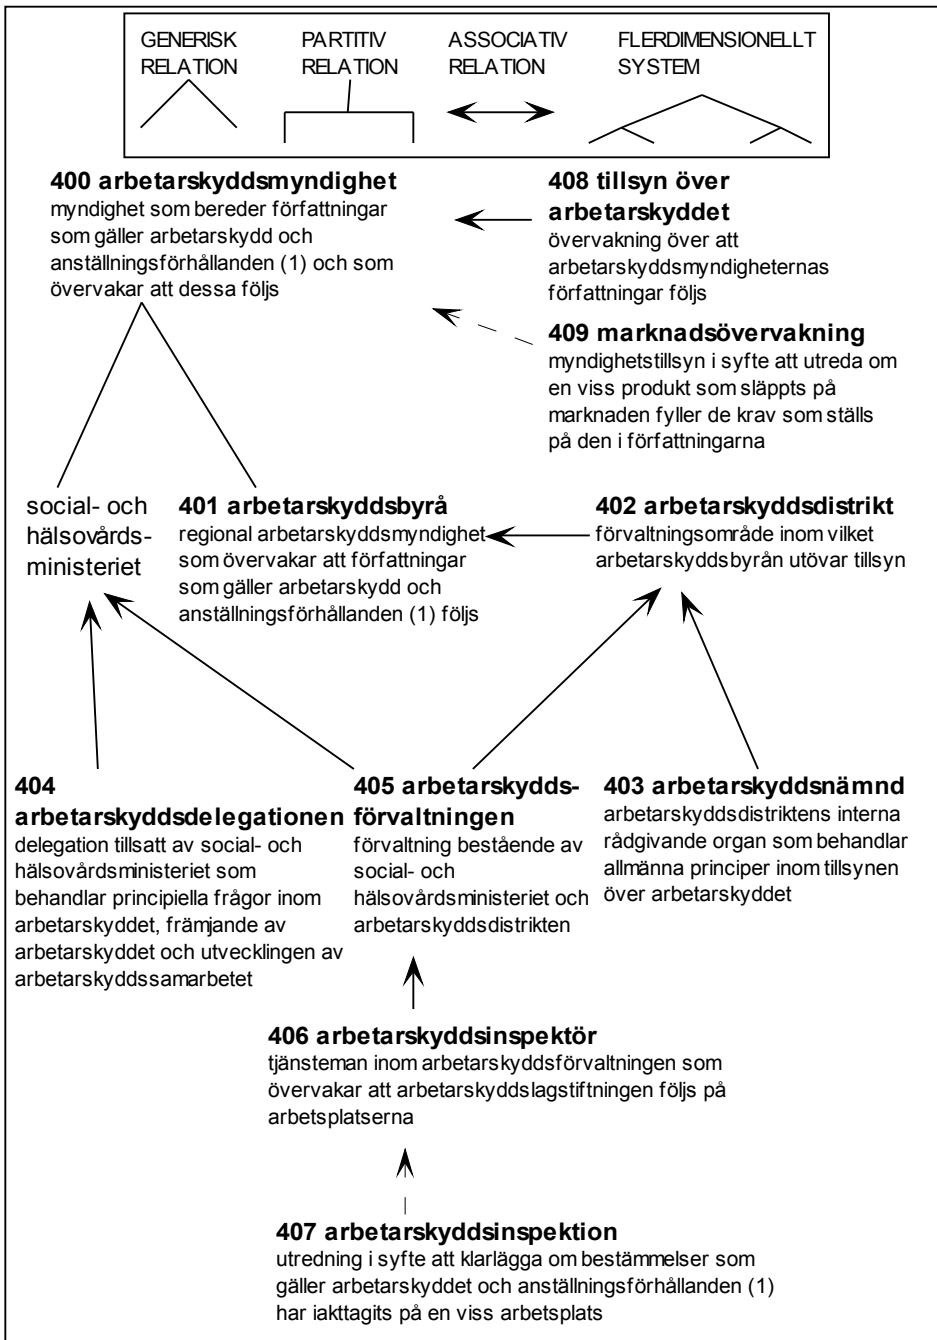 GENERISK
RELATION
PARTITIV
RELATION
ASSOCIATIV
RELATION
FLERDIMENSIONELLT
SYSTEM
400 arbetarskyddsmyndighet
myndighet som bereder författningar
som gäller arbetarskydd och
anställningsförhållanden (1) och som
övervakar att dessa följs
408 tillsyn över
arbetarskyddet
övervakning över att
arbetarskyddsmyndigheternas
författningar följs
409 marknadsövervakning
myndighetstillsyn i syfte att utreda om
en viss produkt som släppts på
marknaden fyller de krav som ställs
på den i författningarna
social- och
hälsovårds-
ministeriet
401 arbetarskyddsbyrå
regional arbetarskyddsmyndighet
som övervakar att författningar
som gäller arbetarskydd och
anställningsförhållanden (1) följs
402 arbetarskyddsdistrikt
förvaltningsområde inom vilket
arbetarskyddsbyrån utövar tillsyn
404
arbetarskyddsdelegationen
delegation tillsatt av social- och
hälsovårdsministeriet som
behandlar principiella frågor inom
arbetarskyddet, främjande av
arbetarskyddet och utvecklingen av
arbetarskyddssamarbetet
405 arbetarskydds-
förvaltningen
förvaltning bestående av
social- och
hälsovårdsministeriet och
arbetarskyddsdistrikten
403 arbetarskyddsnämnd
arbetarskyddsdistriktens interna
rådgivande organ som behandlar
allmänna principer inom tillsynen
över arbetarskyddet
406 arbetarskyddsinspektör
tjänsteman inom arbetarskyddsförvaltningen som
övervakar att arbetarskyddslagstiftningen följs på
arbetsplatserna
407 arbetarskyddsinspektion
utredning i syfte att klarlägga om bestämmelser som
gäller arbetarskyddet och anställningsförhållanden (1)
har iakttagits på en viss arbetsplats